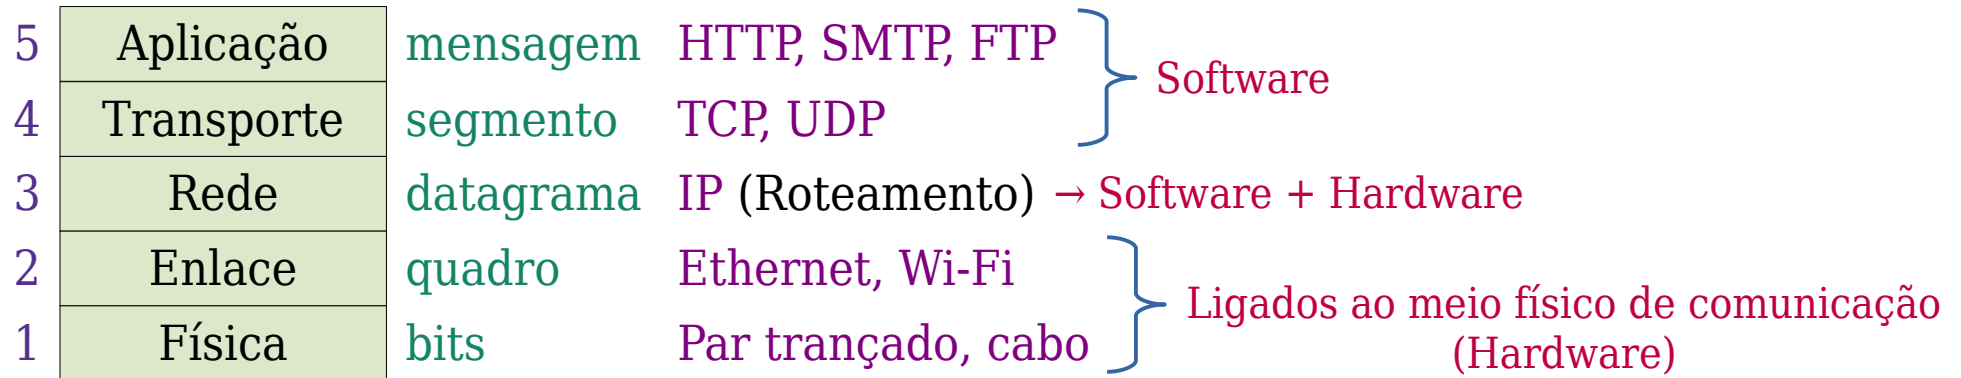 5 Aplicação mensagem HTTP, SMTP, FTP
Software
4 Transporte segmento TCP, UDP
3 Rede datagrama IP (Roteamento) → Software + Hardware
2 Enlace quadro Ethernet, Wi-Fi
Ligados ao meio físico de comunicação
(Hardware)
1 Física bits Par trançado, cabo